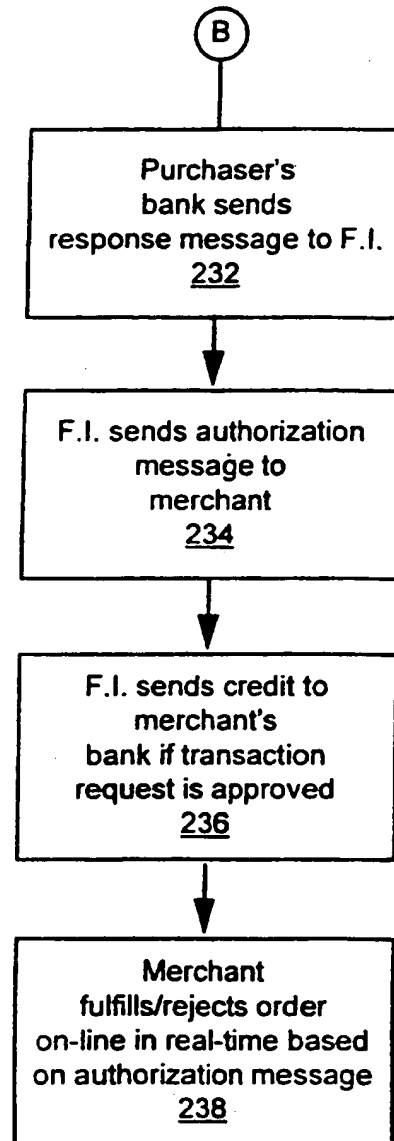 B
Purchaser's
bank sends
response message to F.I.
232
F.I. sends authorization
message to
merchant
234
F.I. sends credit to
merchant's
bank if transaction
request is approved
236
Merchant
fulfills/rejects order
on-line in real-time based
on authorization message
238